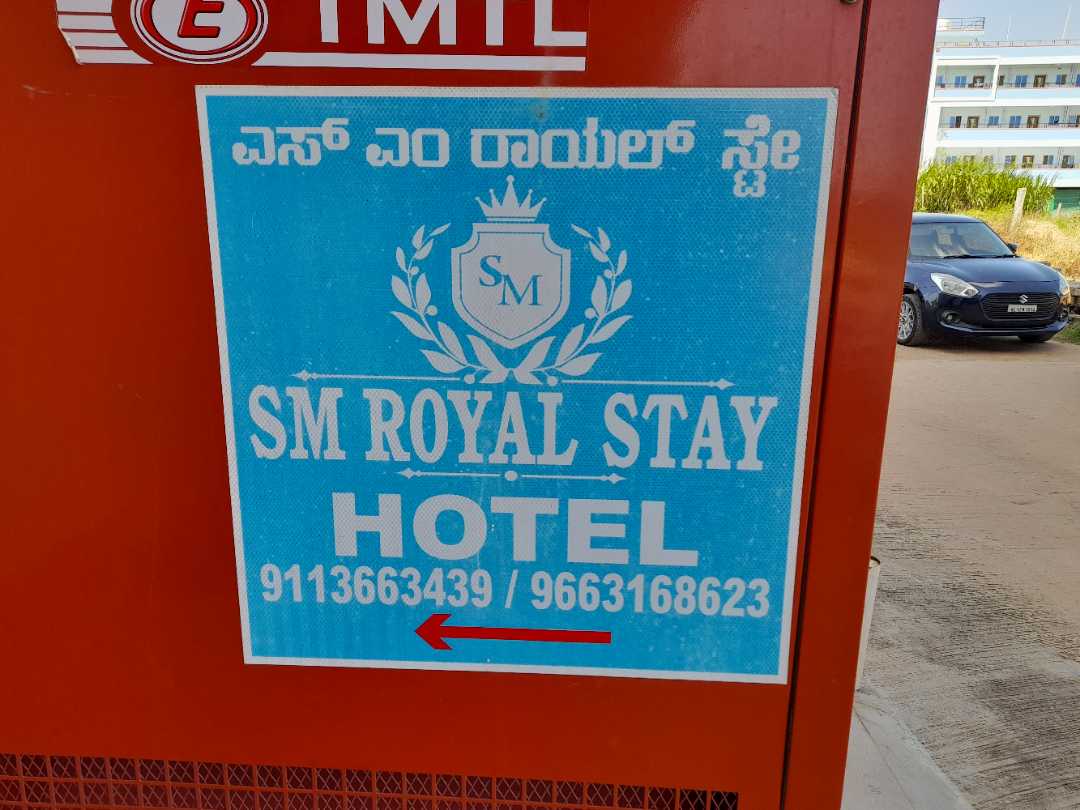 E TMTL
ಎಸ್ ಎಂ ರಾಯಲ್ ಸ್ಟೇ
SM
SM ROYAL STAY
HOTEL
9113663439 / 9663168623